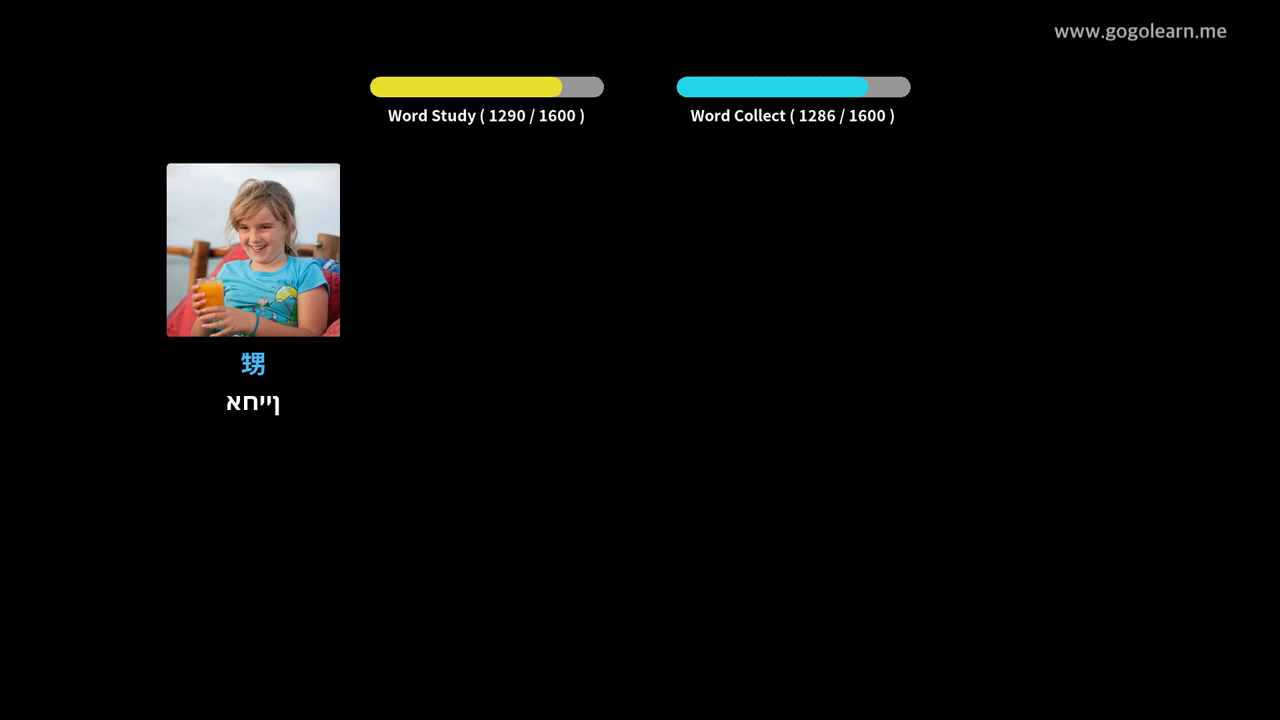 www.gogolearn.me
Word Study ( 1290 / 1600 )
Word Collect ( 1286 / 1600 )
甥
אחיין